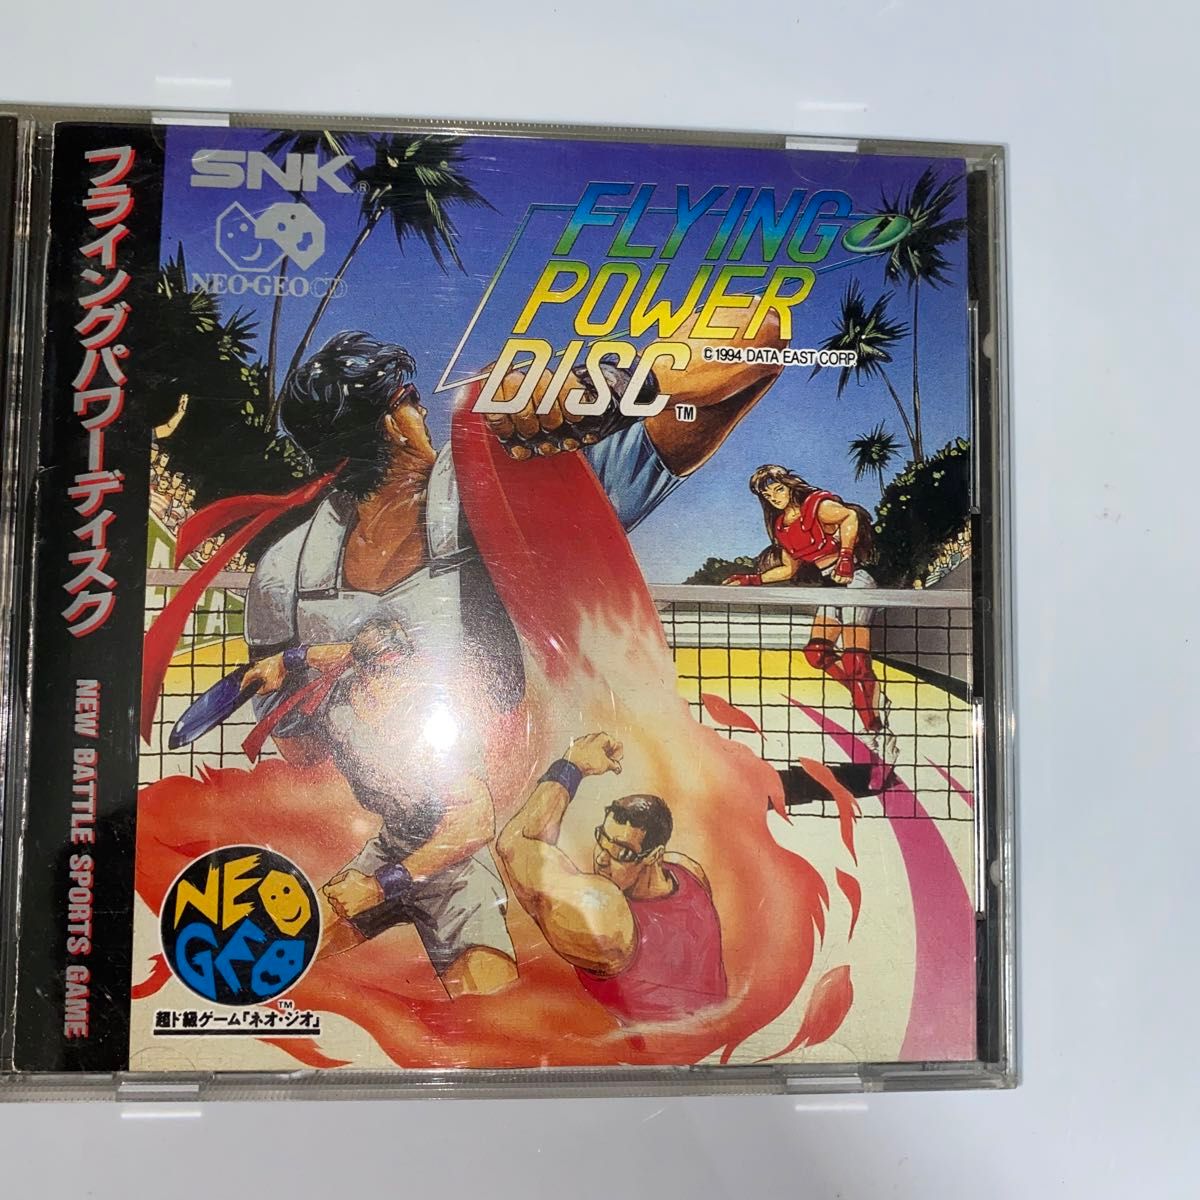 フライングパワーディスク
NEW BATTLE SPORTS GAME
SNK®
NEO•GEO CD
FLYING
POWER
DISC™
© 1994 DATA EAST CORP.
NEO
GEO
™
超ド級ゲーム「ネオ・ジオ」